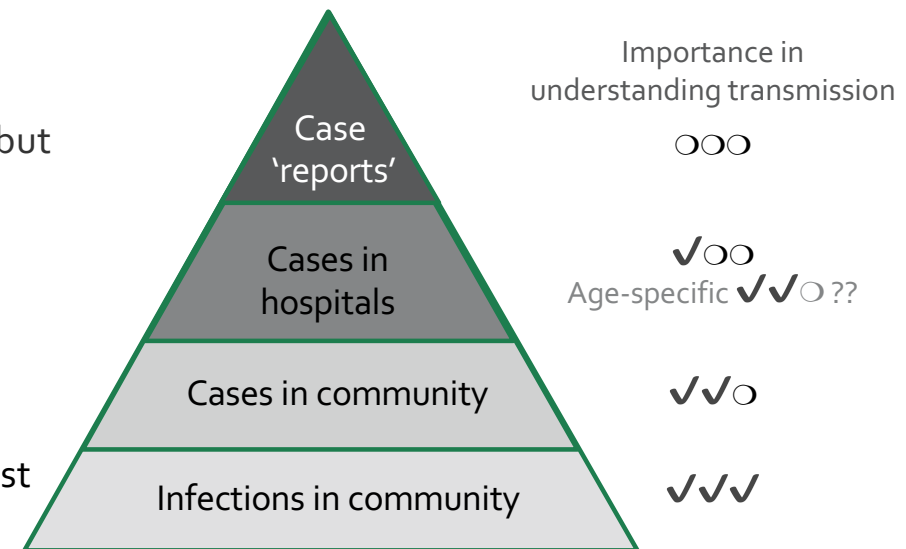 Importance in
understanding transmission
but
Case
‘reports’
❍❍❍
Cases in
hospitals
✔❍❍
Age-specific ✔✔❍ ??
Cases in community
✔✔❍
st
Infections in community
✔✔✔